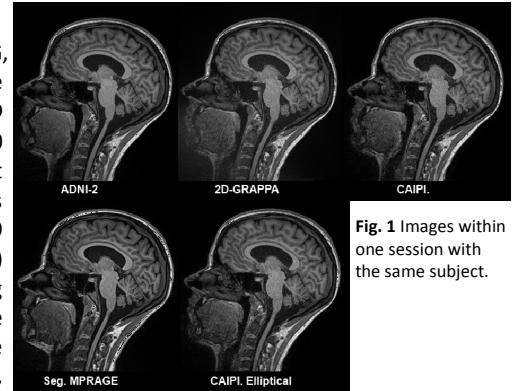 ADNI-2
2D-GRAPPA
CAIPI.
Fig. 1 Images within
one session with
the same subject.
Seg. MPRAGE
CAIPI. Elliptical